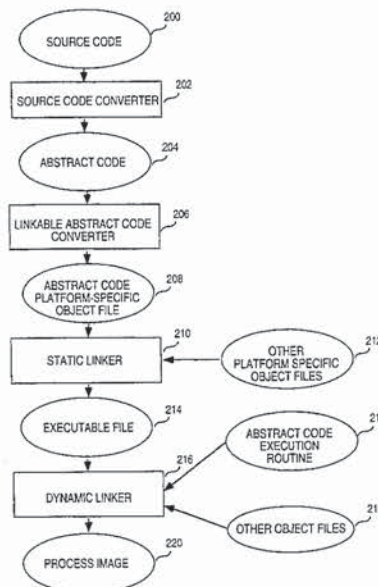 200
SOURCE CODE
202
SOURCE CODE CONVERTER
204
ABSTRACT CODE
206
LINKABLE ABSTRACT CODE
CONVERTER
208
ABSTRACT CODE
PLATFORM-SPECIFIC
OBJECT FILE
210
STATIC LINKER
OTHER
PLATFORM SPECIFIC
OBJECT FILES
214
EXECUTABLE FILE
ABSTRACT CODE
EXECUTION
ROUTINE
216
DYNAMIC LINKER
OTHER OBJECT FILES
220
PROCESS IMAGE